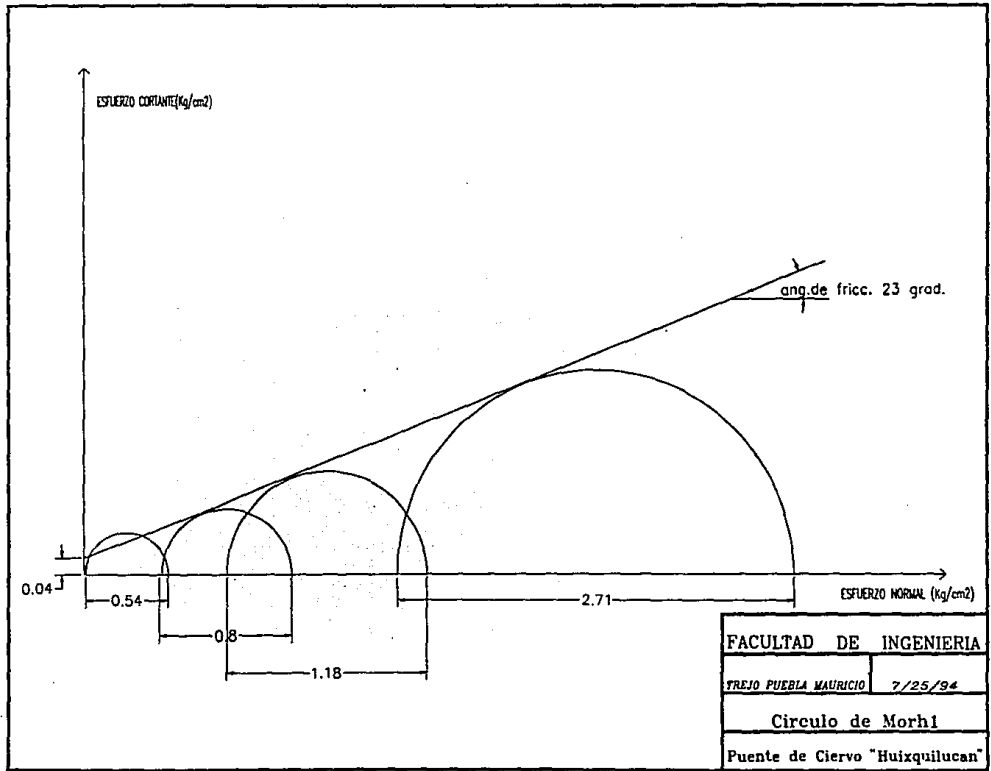 ESFUERZO CORTANTE(Kg/cm2)
ang.de fricc. 23 grad.
0.04
0.54
2.71
ESFUERZO NORMAL (Kg/cm2)
0.8
1.18
FACULTAD DE INGENIERIA
TREJO PUEBLA MAURICIO 7/25/94
Circulo de Morh1
Puente de Ciervo "Huixquilucan"